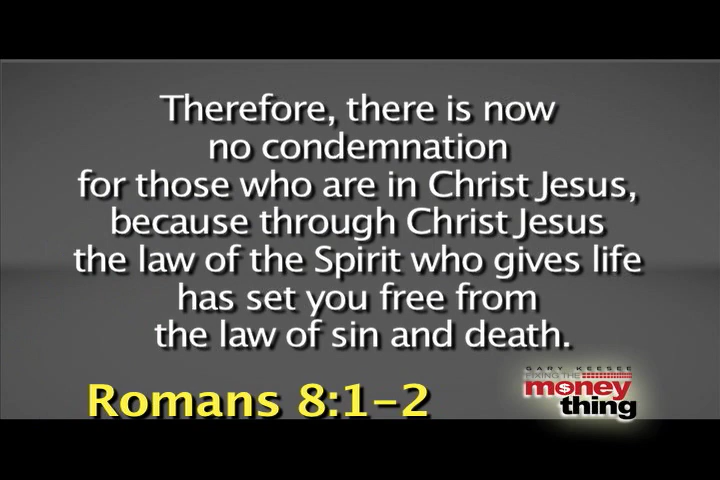 Therefore, there is now
no condemnation
for those who are in Christ Jesus,
because through Christ Jesus
the law of the Spirit who gives life
has set you free from
the law of sin and death.
Romans 8:1-2
GARY KEESEE
FIXING THE
money
thing